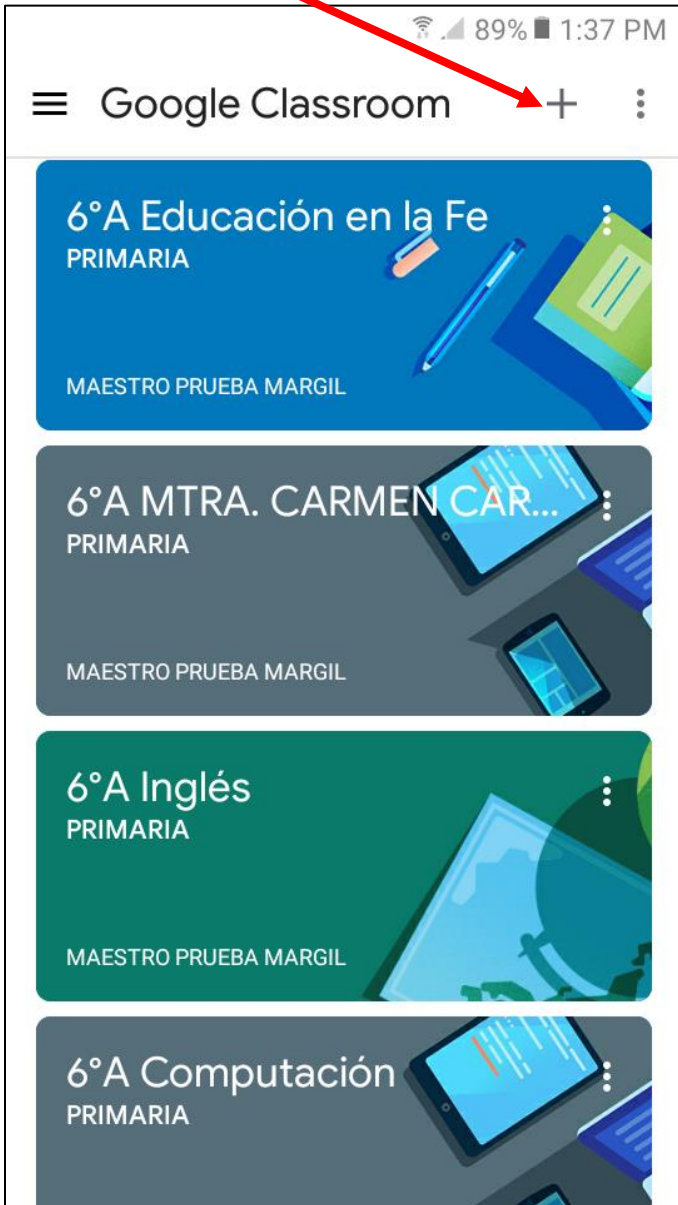 89% 1:37 PM
Google Classroom
6°A Educación en la Fe
PRIMARIA
MAESTRO PRUEBA MARGIL
6°A MTRA. CARMEN CAR...
PRIMARIA
MAESTRO PRUEBA MARGIL
6°A Inglés
PRIMARIA
MAESTRO PRUEBA MARGIL
6°A Computación
PRIMARIA